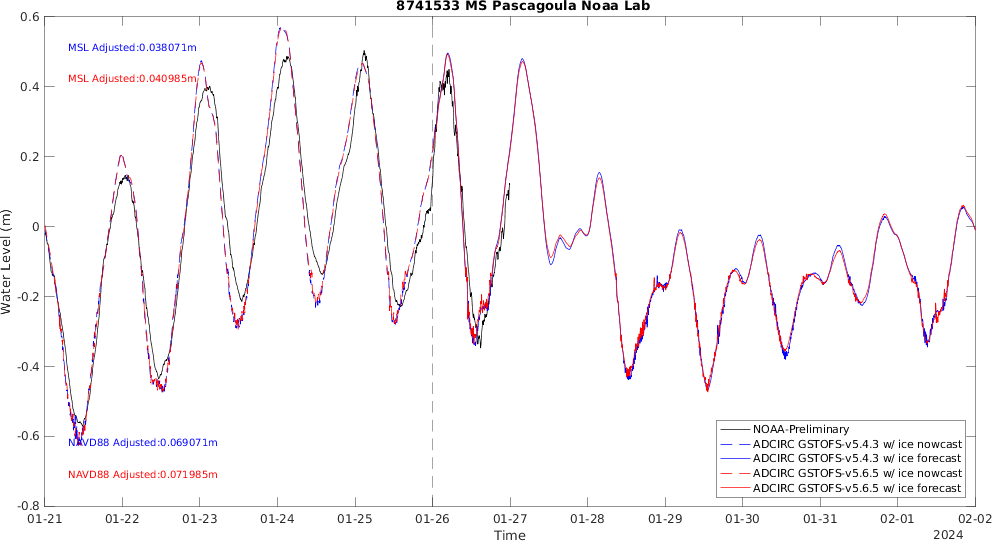 8741533 MS Pascagoula Noaa Lab
MSL Adjusted:0.038071m
MSL Adjusted:0.040985m
NAVD88 Adjusted:0.069071m
NAVD88 Adjusted:0.071985m
Water Level (m)
0.6
0.4
0.2
0
-0.2
-0.4
-0.6
-0.8
NOAA-Preliminary
ADCIRC GSTOFS-v5.4.3 w/ ice nowcast
ADCIRC GSTOFS-v5.4.3 w/ ice forecast
ADCIRC GSTOFS-v5.6.5 w/ ice nowcast
ADCIRC GSTOFS-v5.6.5 w/ ice forecast
01-21 01-22 01-23 01-24 01-25 01-26 01-27 01-28 01-29 01-30 01-31 02-01 02-02
Time
2024